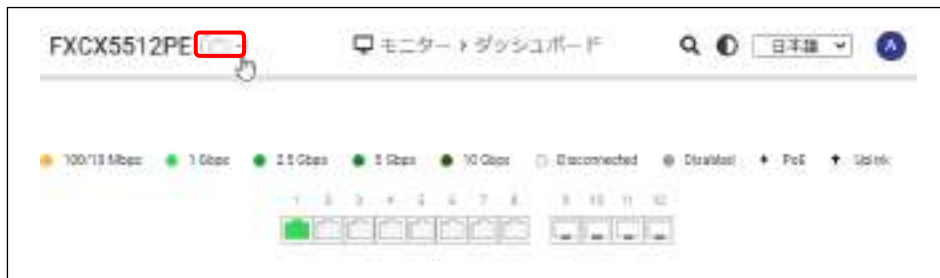 FXCX5512PE モニター ダッシュボード 日本語
100/10 Mbps 1 Gbps 2.5 Gbps 5 Gbps 10 Gbps Disconnected Disabled PoE Uplink
1 2 3 4 5 6 7 8 9 10 11 12